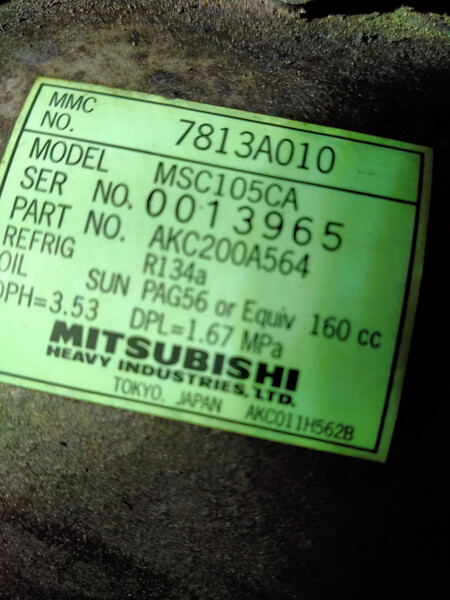 MMC
NO. 7813A010
MODEL MSC105CA
SER NO. 0013965
PART NO. AKC200A564
REFRIG R134a
OIL SUN PAG56 or Equiv 160 cc
DPH=3.53 DPL=1.67 MPa
MITSUBISHI
HEAVY INDUSTRIES, LTD.
TOKYO. JAPAN AKC011H562B